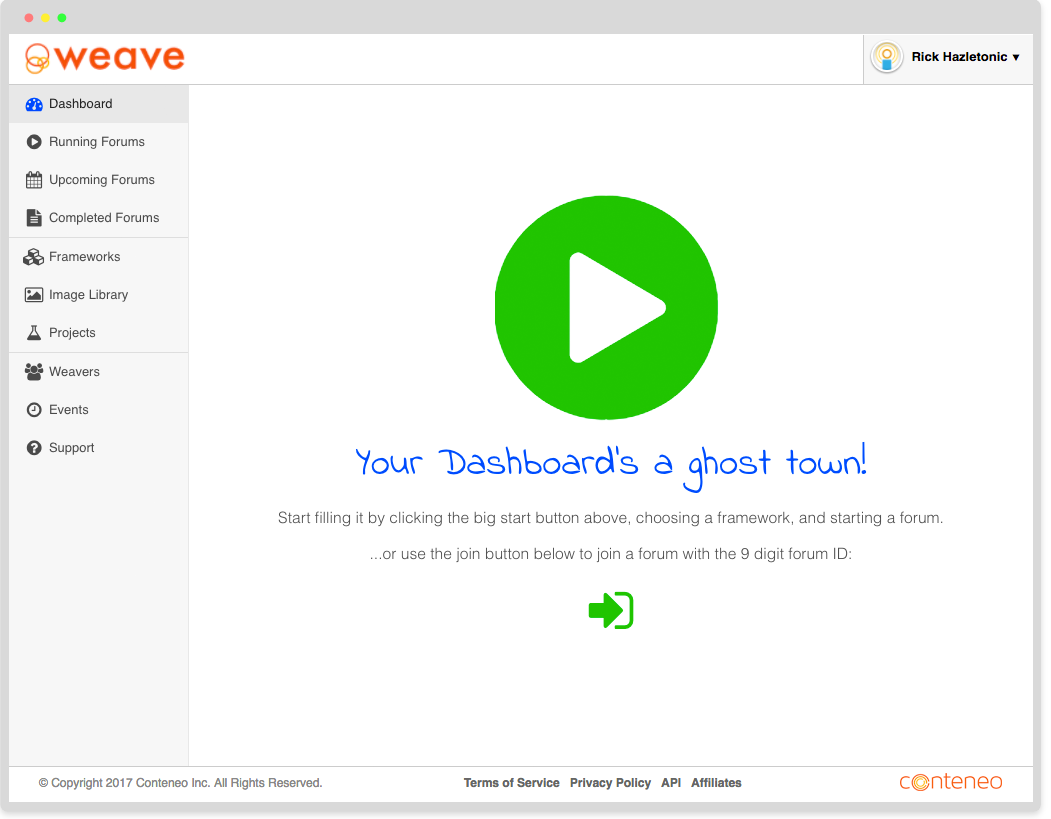 weave
Rick Hazletonic ▾
Dashboard
Running Forums
Upcoming Forums
Completed Forums
Frameworks
Image Library
Projects
Weavers
Events
Support
Your Dashboard's a ghost town!
Start filling it by clicking the big start button above, choosing a framework, and starting a forum.
...or use the join button below to join a forum with the 9 digit forum ID:
© Copyright 2017 Conteneo Inc. All Rights Reserved.
Terms of Service Privacy Policy API Affiliates
conteneo